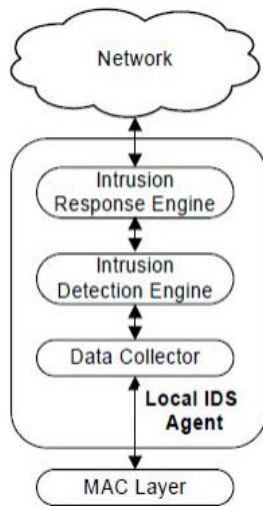 Network
Intrusion
Response Engine
Intrusion
Detection Engine
Data Collector
Local IDS
Agent
MAC Layer